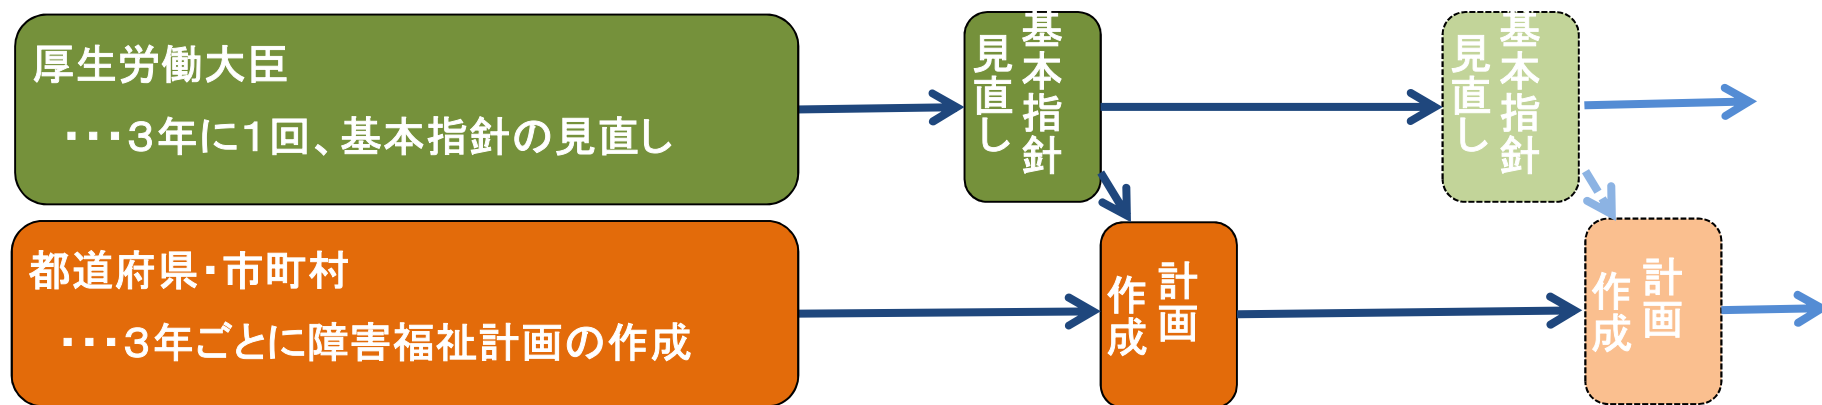 厚生労働大臣
・・・３年に１回、基本指針の見直し
基本指針
見直し
基本指針
見直し
都道府県・市町村
・・・３年ごとに障害福祉計画の作成
計画
作成
計画
作成